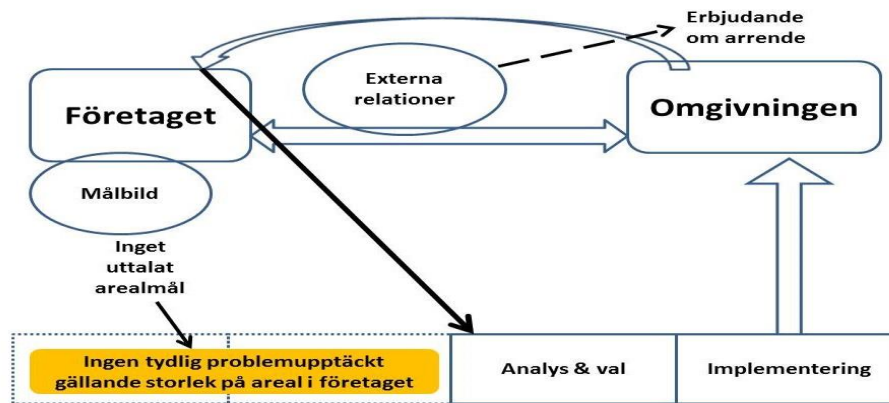 Erbjudande
om arrende
Externa
relationer
Företaget
Omgivningen
Målbild
Inget
uttalat
arealmål
Ingen tydlig problemupptäckt
gällande storlek på areal i företaget
Analys & val
Implementering